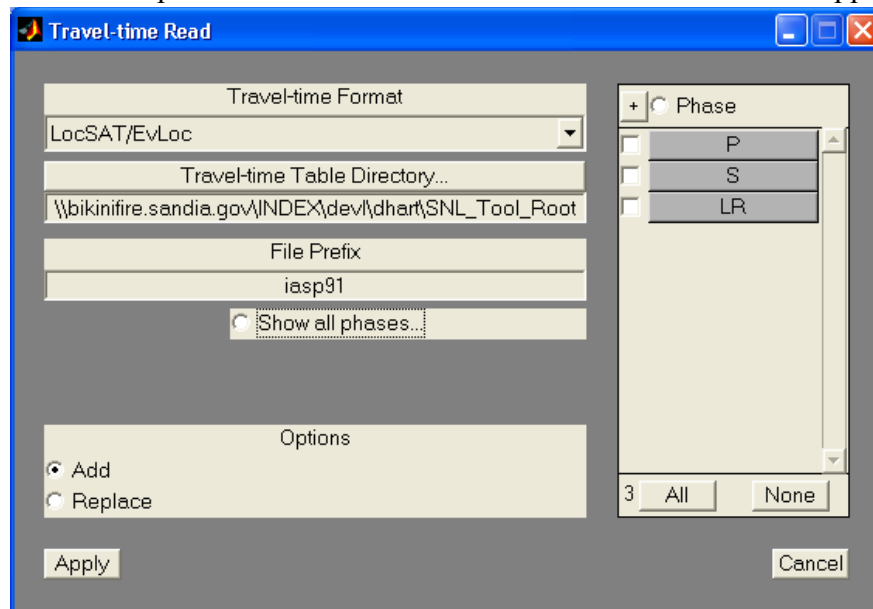 Travel-time Read
Travel-time Format
LocSAT/EvLoc
Travel-time Table Directory...
\\bikinifire.sandia.gov\INDEX\devl\dhart\SNL_Tool_Root
File Prefix
iasp91
Show all phases...
Options
Add
Replace
Apply
+ Phase
P
S
LR
3 All None
Cancel